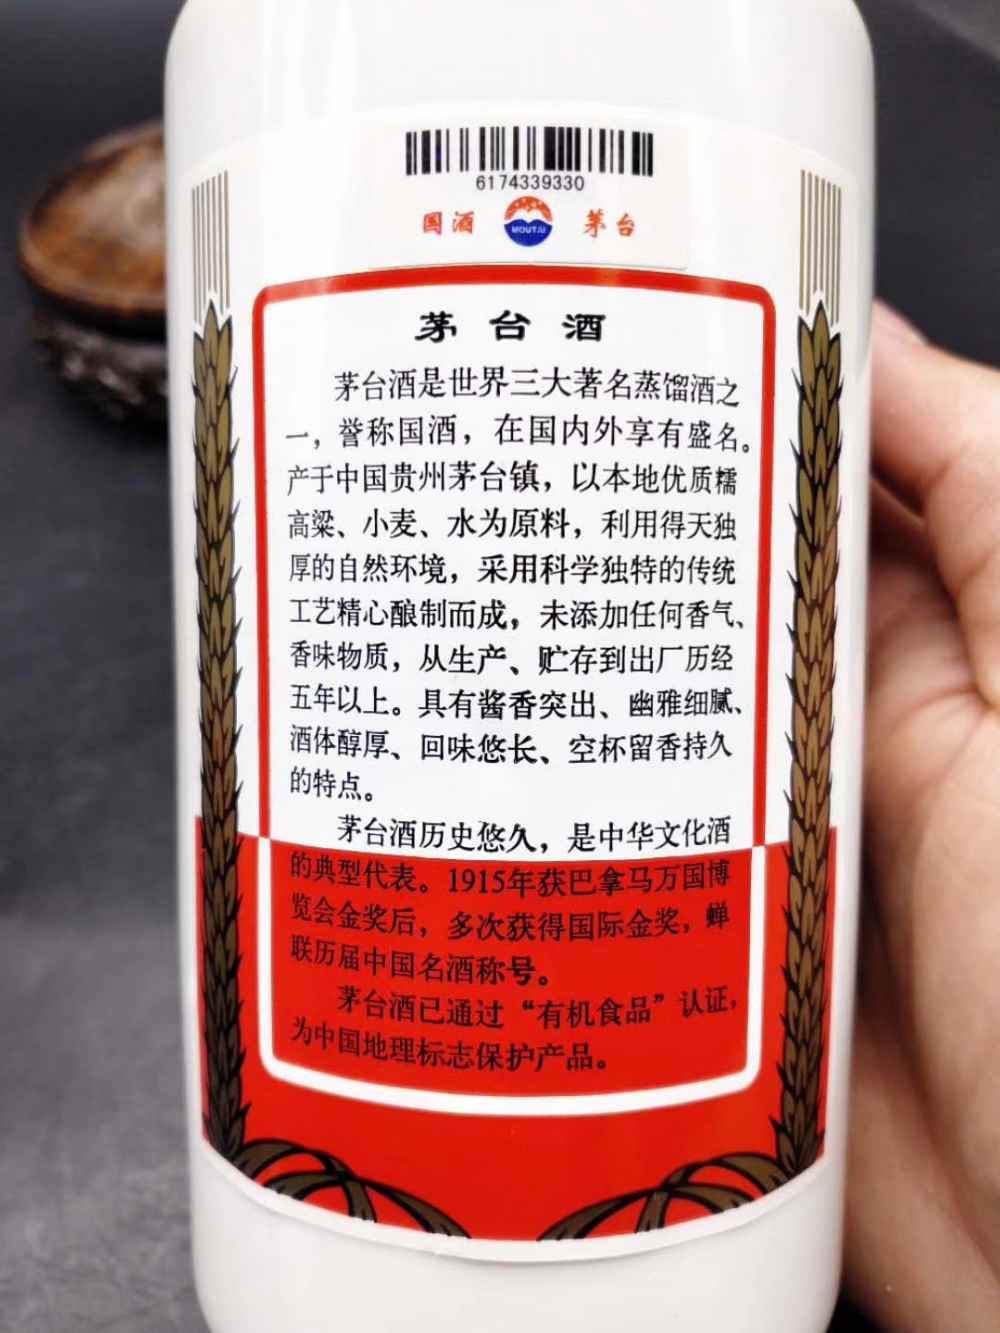 6174339330
国酒 MOUTAI 茅台
茅台酒
茅台酒是世界三大著名蒸馏酒之
一，誉称国酒，在国内外享有盛名。
产于中国贵州茅台镇，以本地优质糯
高粱、小麦、水为原料，利用得天独
厚的自然环境，采用科学独特的传统
工艺精心酿制而成，未添加任何香气、
香味物质，从生产、贮存到出厂历经
五年以上。具有酱香突出、幽雅细腻、
酒体醇厚、回味悠长、空杯留香持久
的特点。
茅台酒历史悠久，是中华文化酒
的典型代表。1915年获巴拿马万国博
览会金奖后，多次获得国际金奖，蝉
联历届中国名酒称号。
茅台酒已通过“有机食品”认证，
为中国地理标志保护产品。